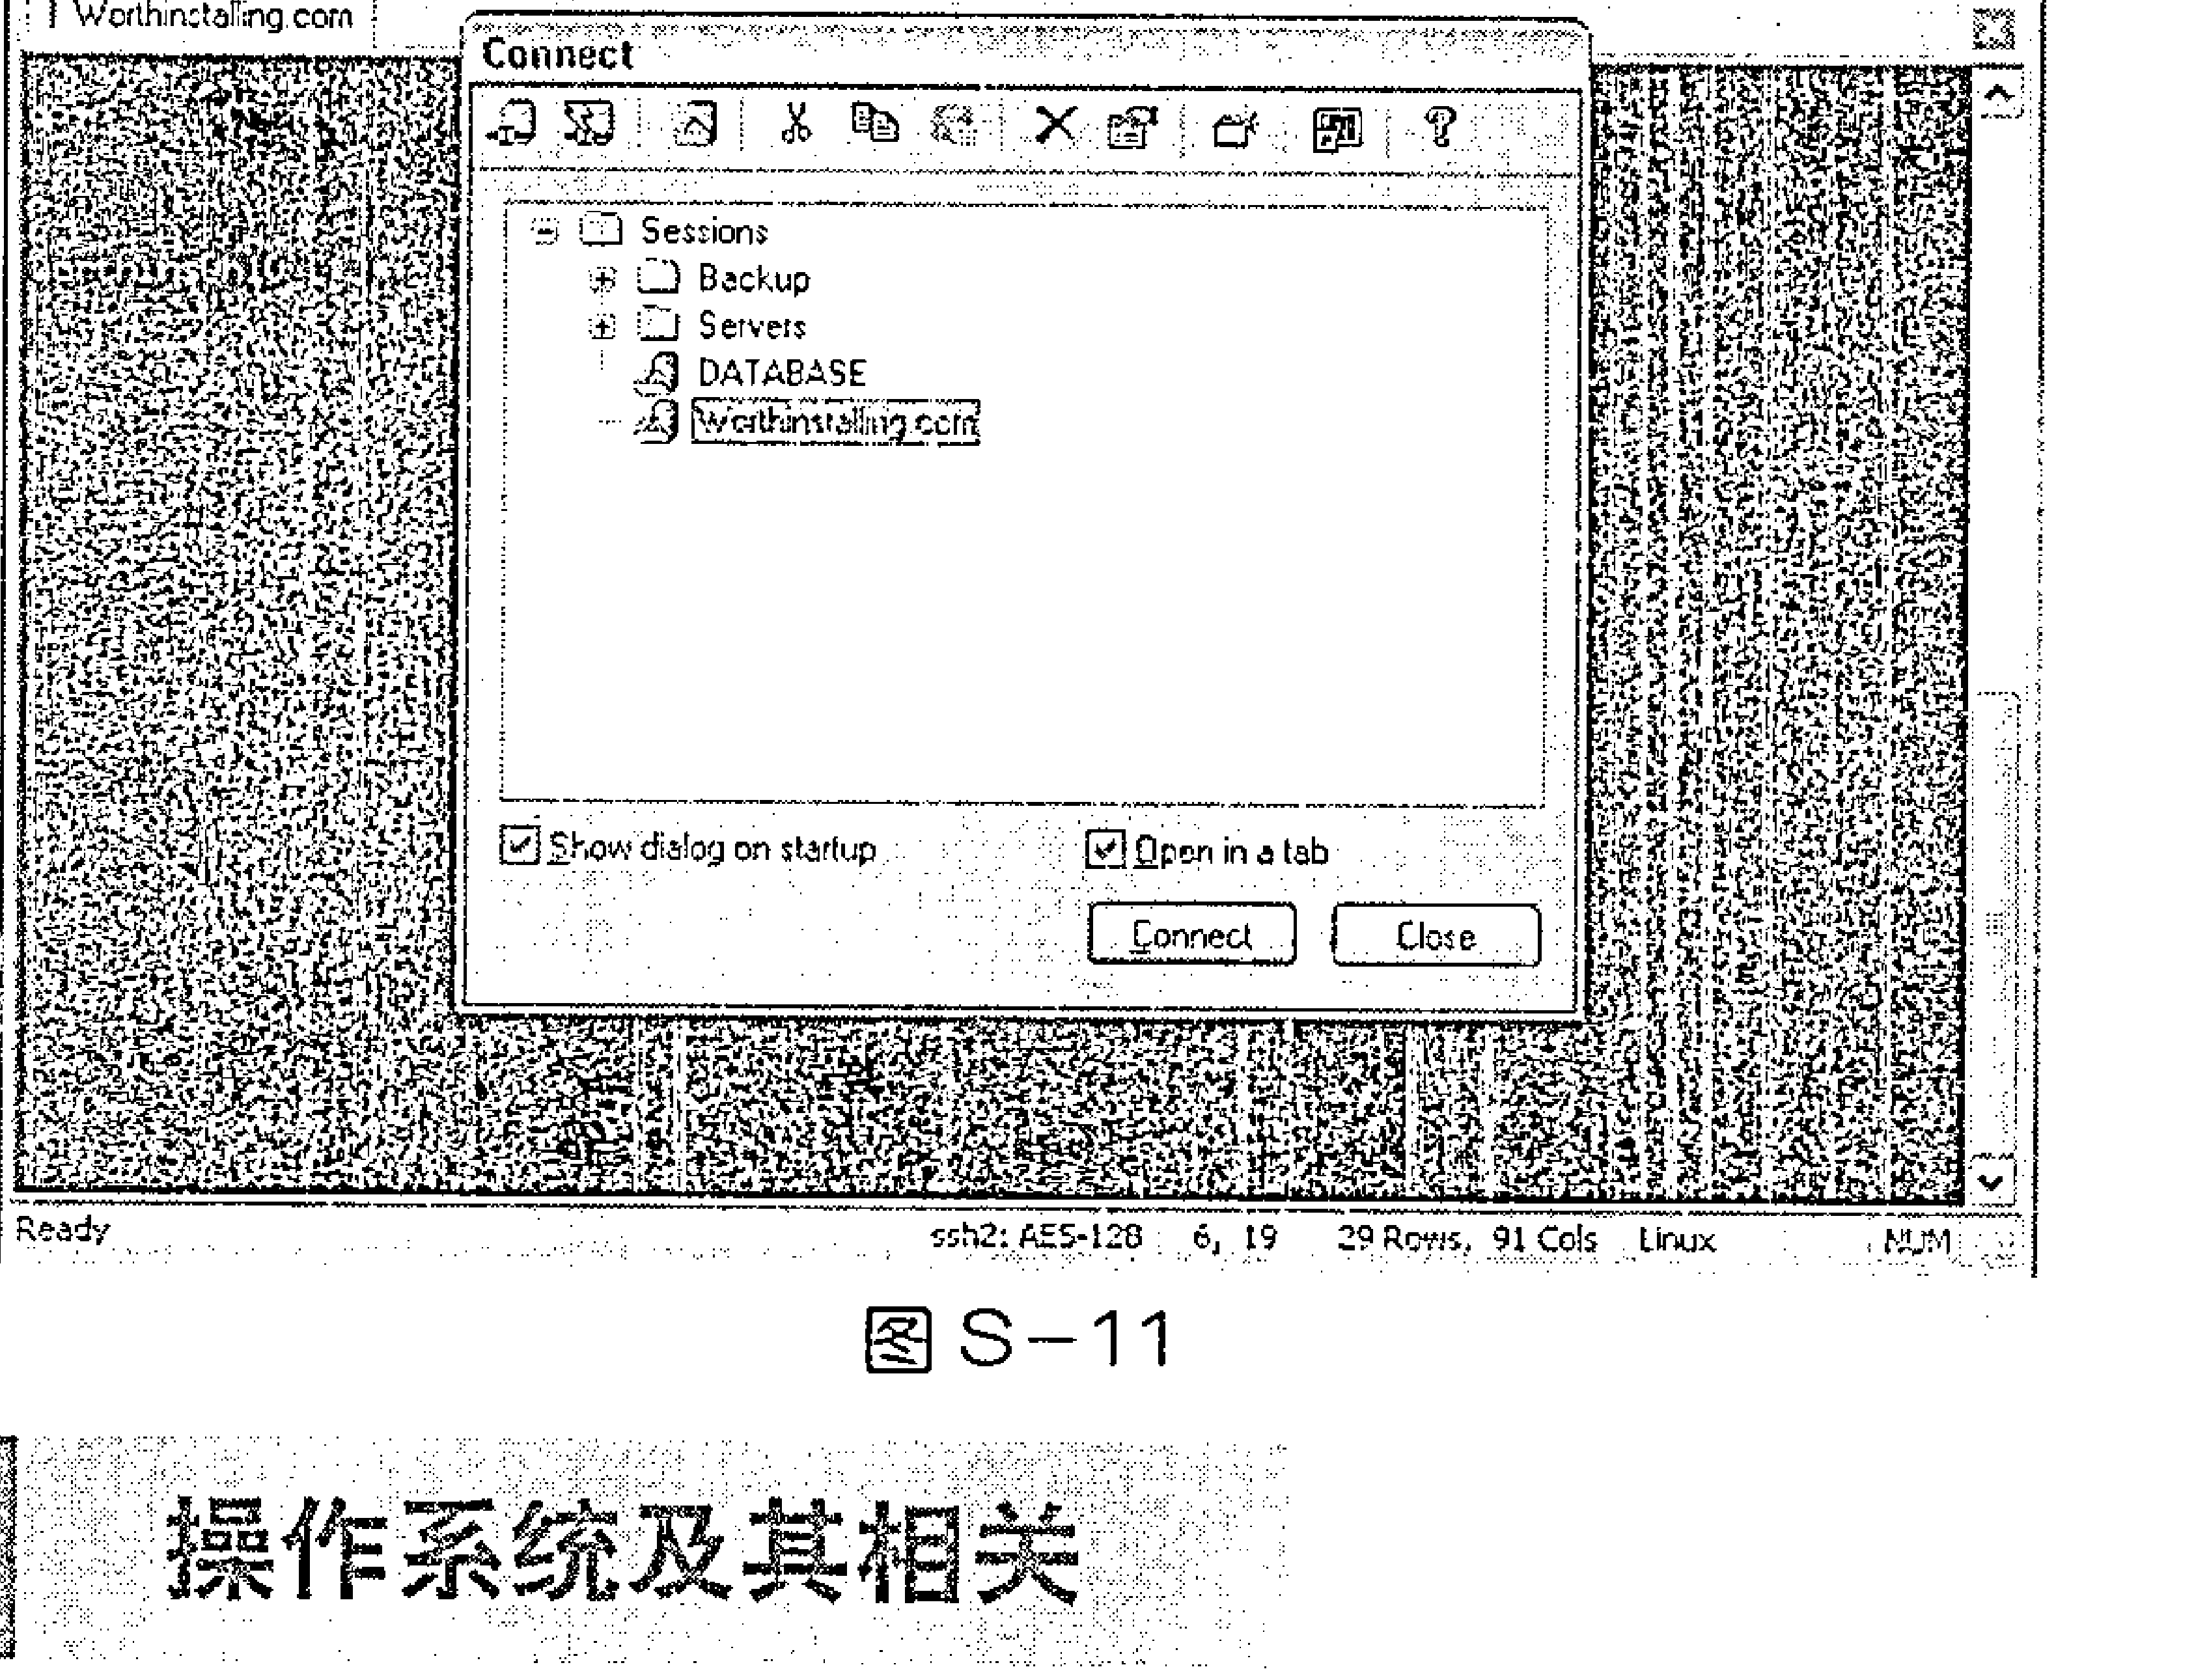 Worthinstalling.com
Connect
Sessions
Backup
Servers
DATABASE
Worthinstalling.com
Show dialog on startup
Open in a tab
Connect
Close
Ready
ssh2: AES-128
6, 19
29 Rows, 91 Cols
Linux
NUM
图 S-11
操作系统及其相关